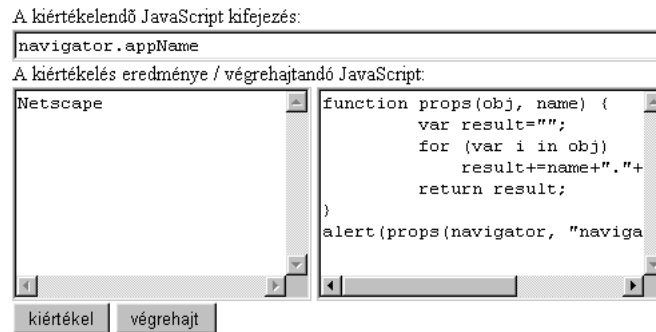 A kiértékelendõ JavaScript kifejezés:
navigator.appName
A kiértékelés eredménye / végrehajtandó JavaScript:
Netscape
function props(obj, name) {
var result="";
for (var i in obj)
result+=name+"."+
return result;
}
alert(props(navigator, "naviga
kiértékel
végrehajt